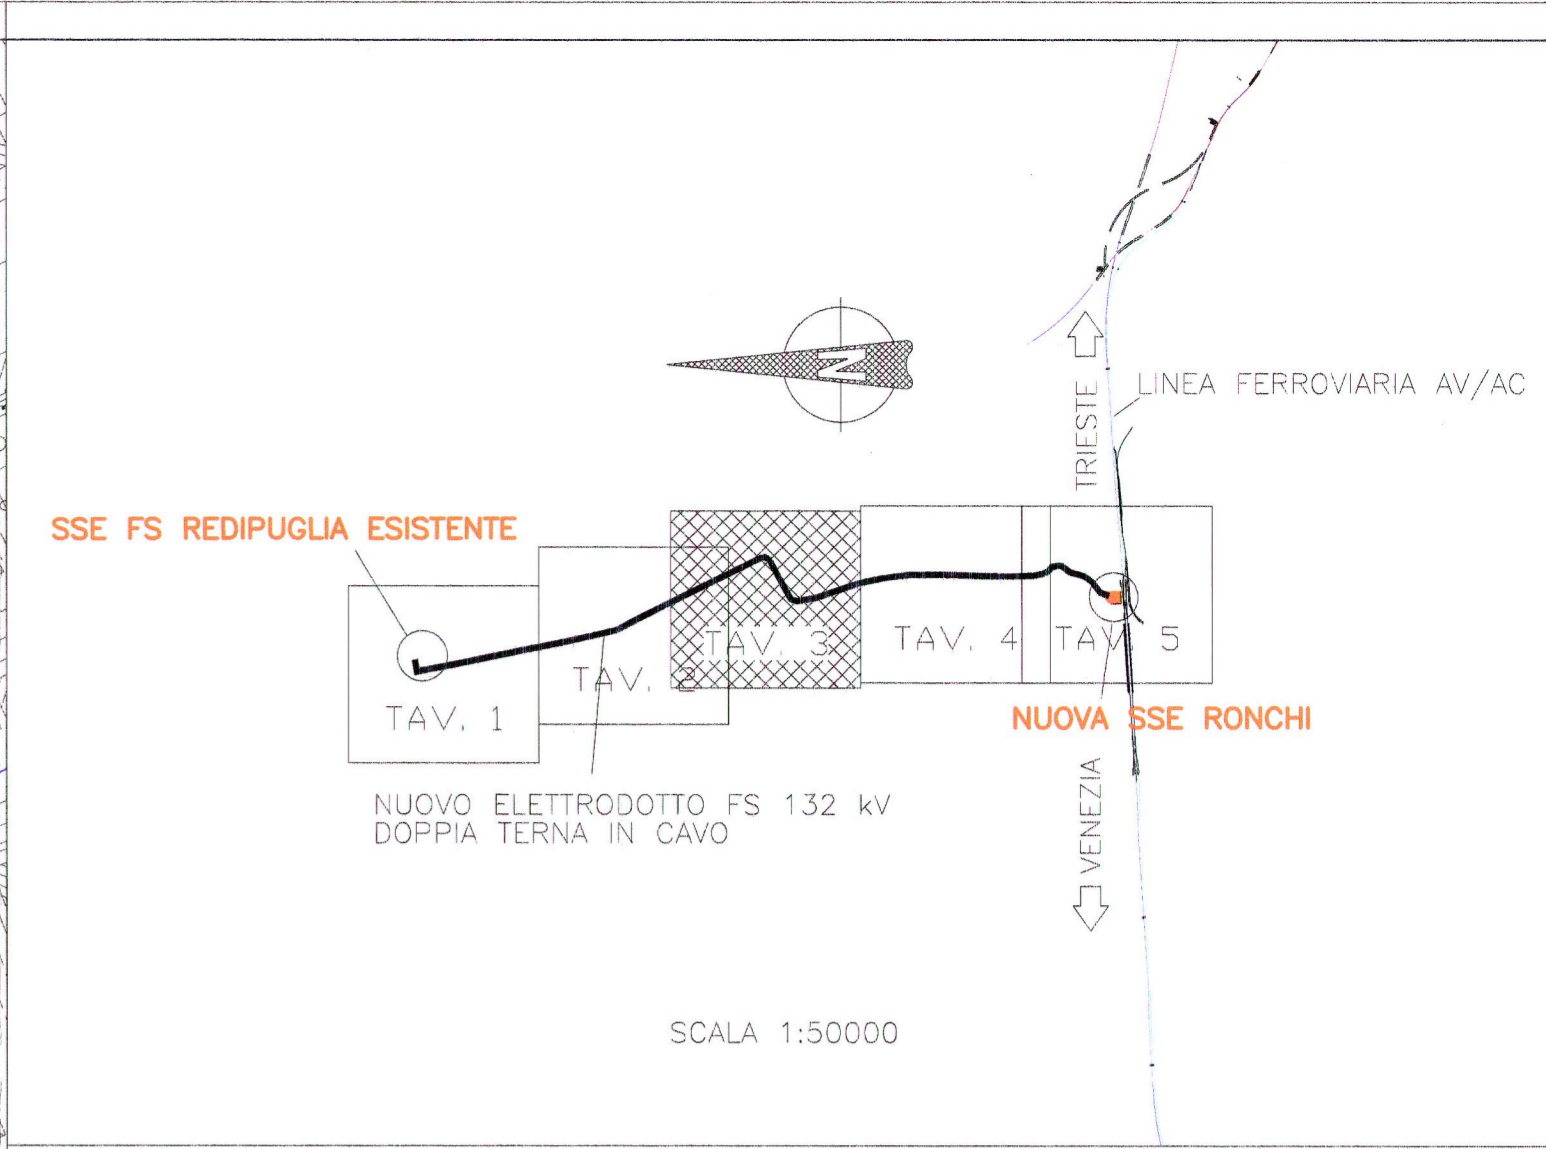 N
TRIESTE
LINEA FERROVIARIA AV/AC
SSE FS REDIPUGLIA ESISTENTE
TAV. 1
TAV. 2
TAV. 3
TAV. 4
TAV. 5
NUOVA SSE RONCHI
NUOVO ELETTRODOTTO FS 132 kV
DOPPIA TERNA IN CAVO
VENEZIA
SCALA 1:50000